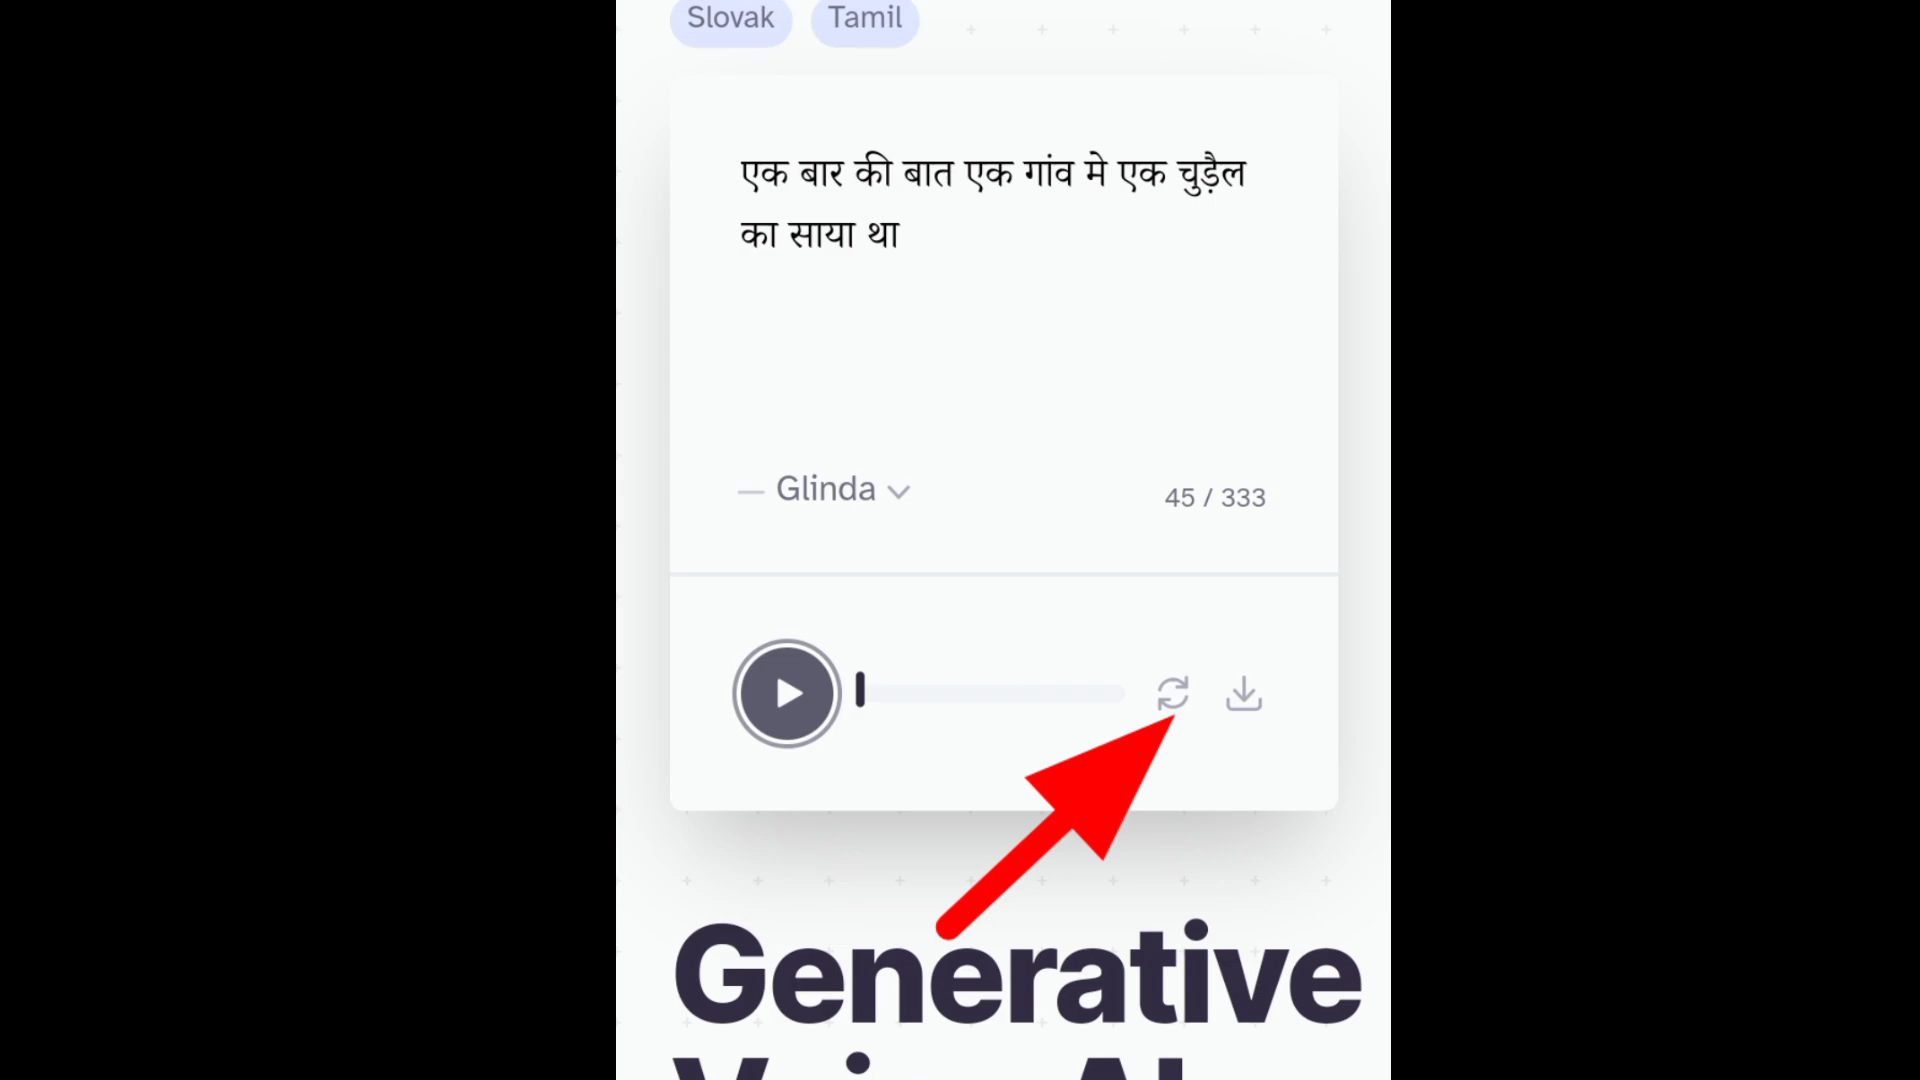 Slovak Tamil
एक बार की बात एक गांव मे एक चुड़ैल
का साया था
— Glinda
45 / 333
Generative